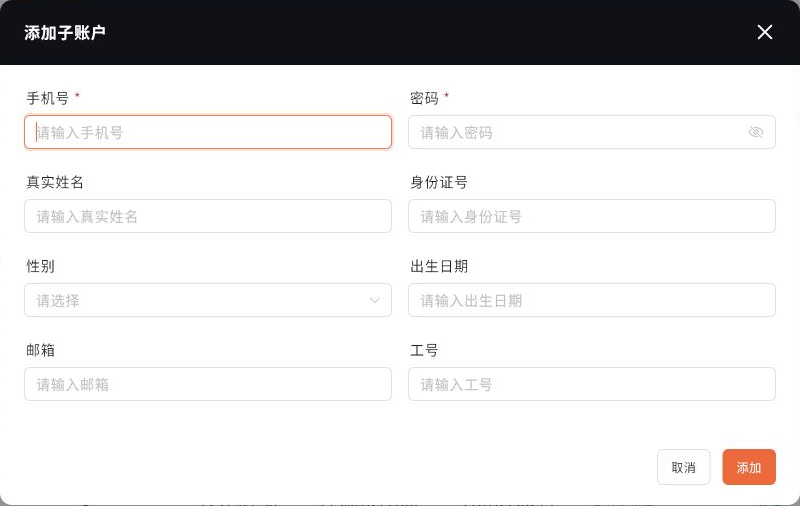 添加子账户
手机号 * 密码 *
请输入手机号 请输入密码
真实姓名 身份证号
请输入真实姓名 请输入身份证号
性别 出生日期
请选择 请输入出生日期
邮箱 工号
请输入邮箱 请输入工号
取消 添加